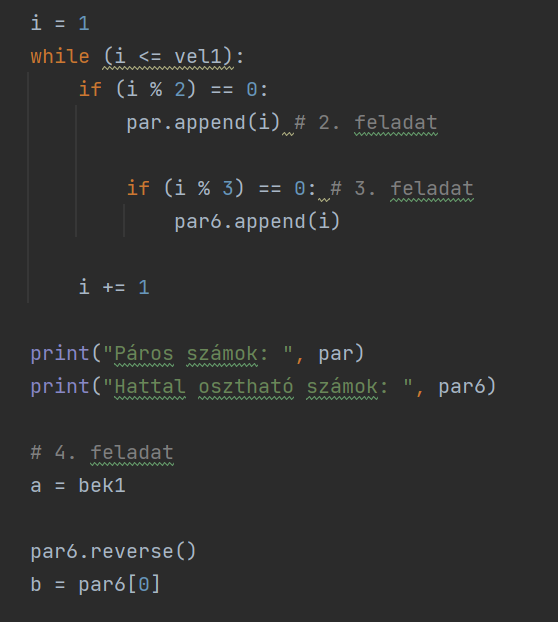 i = 1
while (i <= vel1):
    if (i % 2) == 0:
        par.append(i) # 2. feladat

        if (i % 3) == 0: # 3. feladat
            par6.append(i)

    i += 1

print("Páros számok: ", par)
print("Hattal osztható számok: ", par6)

# 4. feladat
a = bek1

par6.reverse()
b = par6[0]